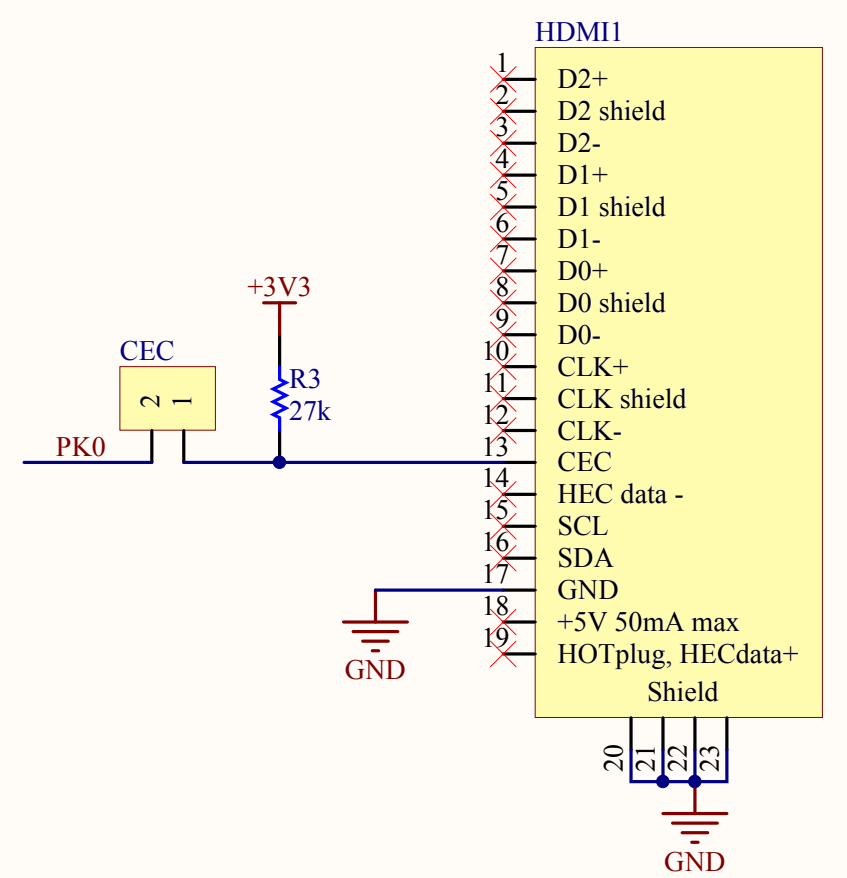 HDMI1
1 D2+
2 D2 shield
3 D2-
4 D1+
5 D1 shield
6 D1-
7 D0+
8 D0 shield
9 D0-
10 CLK+
11 CLK shield
12 CLK-
13 CEC
14 HEC data -
15 SCL
16 SDA
17 GND
18 +5V 50mA max
19 HOTplug, HECdata+
Shield
20 21 22 23
GND
+3V3
R3
27k
CEC
2 1
PK0
GND